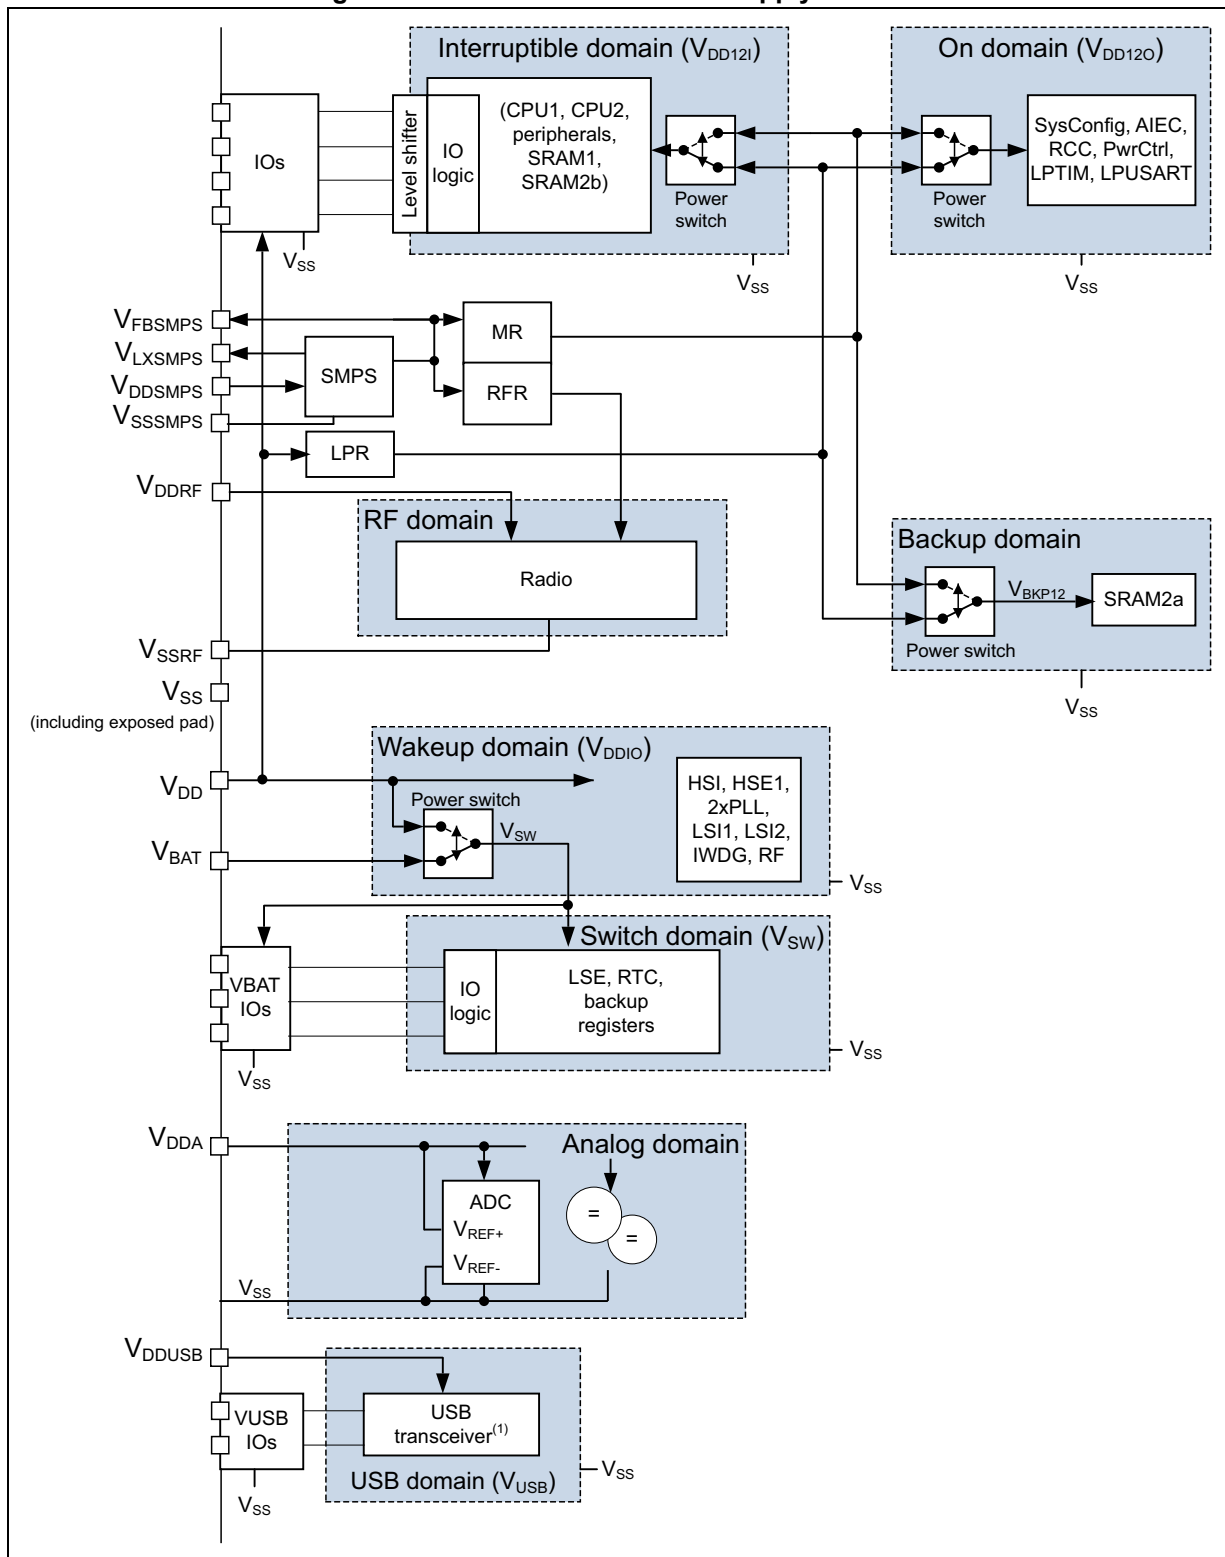 Interruptible domain (VDD12I)
On domain (VDD12O)
IOs
Level shifter
IO
logic
(CPU1, CPU2,
peripherals,
SRAM1,
SRAM2b)
Power
switch
Power
switch
SysConfig, AIEC,
RCC, PwrCtrl,
LPTIM, LPUSART
VSS
VSS
VSS
VFBSMPS
VLXSMPS
VDDSMPS
VSSSMPS
SMPS
MR
RFR
LPR
VDDRF
RF domain
Radio
Backup domain
VBKP12
SRAM2a
Power switch
VSS
VSSRF
VSS
(including exposed pad)
Wakeup domain (VDDIO)
VDD
Power switch
VSW
VBAT
HSI, HSE1,
2xPLL,
LSI1, LSI2,
IWDG, RF
VSS
Switch domain (VSW)
VBAT
IOs
IO
logic
LSE, RTC,
backup
registers
VSS
VSS
VDDA
Analog domain
ADC
VREF+
VREF-
=
=
VSS
VDDUSB
VUSB
IOs
USB
transceiver(1)
USB domain (VUSB)
VSS
VSS